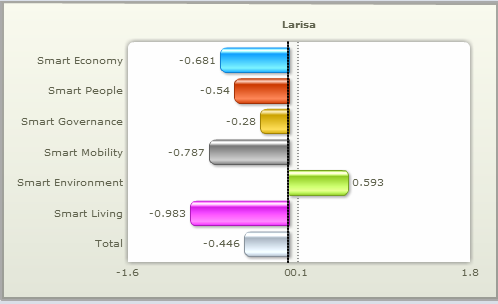 Larisa
Smart Economy -0.681
Smart People -0.54
Smart Governance -0.28
Smart Mobility -0.787
Smart Environment 0.593
Smart Living -0.983
Total -0.446
-1.6 00.1 1.8